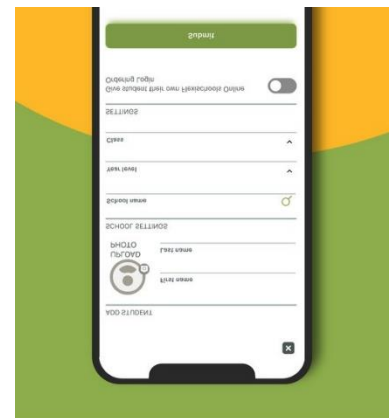 ADD STUDENT
First name
UPLOAD
PHOTO
Last name
SCHOOL SETTINGS
School name
Year level
Class
SETTINGS
Give student their own Flexischools Online
Ordering Login
Submit